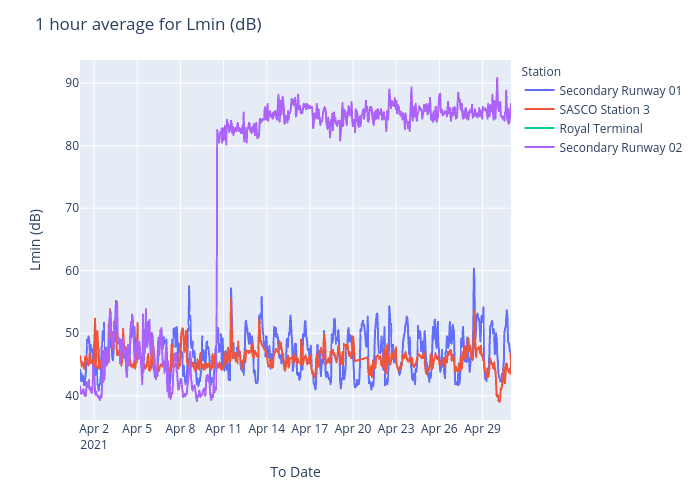 1 hour average for Lmin (dB)
Station
Secondary Runway 01
SASCO Station 3
Royal Terminal
Secondary Runway 02
90
80
70
60
50
40
Lmin (dB)
Apr 2 Apr 5 Apr 8 Apr 11 Apr 14 Apr 17 Apr 20 Apr 23 Apr 26 Apr 29
2021
To Date